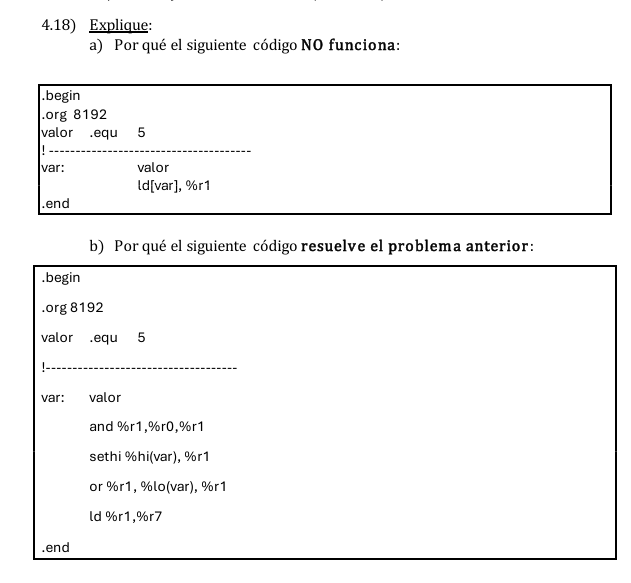 4.18) Explique:
a) Por qué el siguiente código NO funciona:
.begin
.org 8192
valor .equ 5
! --------------------------------------
var: valor
ld[var], %r1
.end
b) Por qué el siguiente código resuelve el problema anterior:
.begin
.org 8192
valor .equ 5
!------------------------------------
var: valor
and %r1,%r0,%r1
sethi %hi(var), %r1
or %r1, %lo(var), %r1
ld %r1,%r7
.end